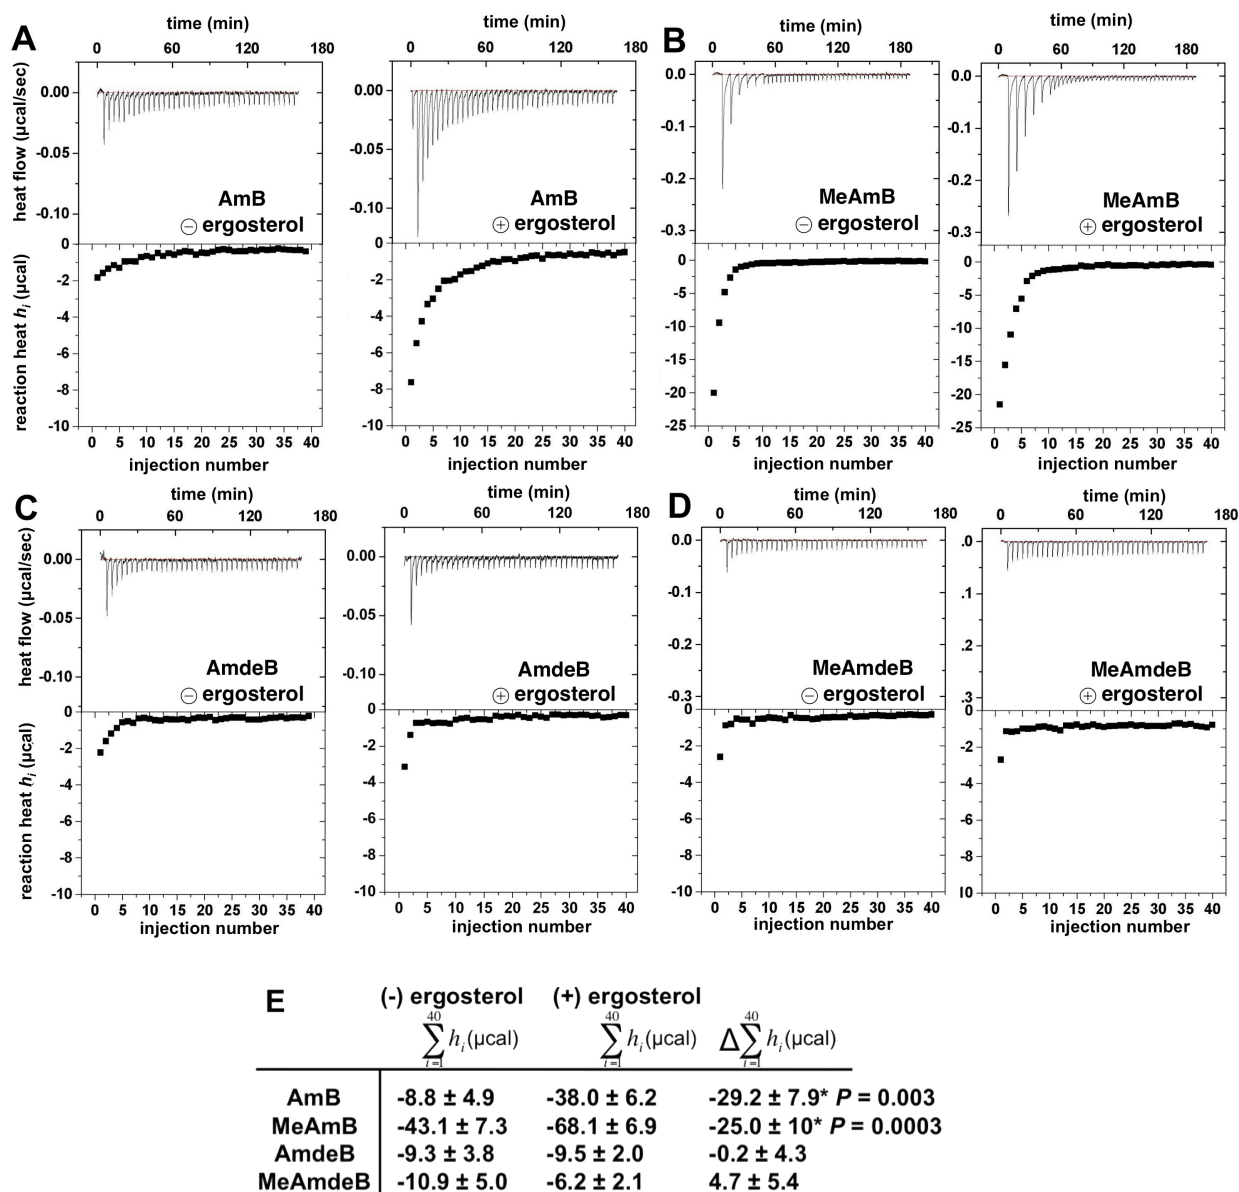 A
time (min)
0 60 120 180
heat flow (µcal/sec)
0.00
-0.05
-0.10
AmB
⊖ ergosterol
reaction heat hi (µcal)
0
-2
-4
-6
-8
-10
0 5 10 15 20 25 30 35 40
injection number
time (min)
0 60 120 180
0.00
-0.05
-0.10
AmB
⊕ ergosterol
0
-2
-4
-6
-8
-10
0 5 10 15 20 25 30 35 40
injection number
B
time (min)
0 60 120 180
0.0
-0.1
-0.2
-0.3
MeAmB
⊖ ergosterol
0
-5
-10
-15
-20
-25
0 5 10 15 20 25 30 35 40
injection number
time (min)
0 60 120 180
0.0
-0.1
-0.2
-0.3
MeAmB
⊕ ergosterol
0
-5
-10
-15
-20
-25
0 5 10 15 20 25 30 35 40
injection number
C
time (min)
0 60 120 180
heat flow (µcal/sec)
0.00
-0.05
-0.10
AmdeB
⊖ ergosterol
reaction heat hi (µcal)
0
-2
-4
-6
-8
-10
0 5 10 15 20 25 30 35 40
injection number
time (min)
0 60 120 180
0.00
-0.05
-0.10
AmdeB
⊕ ergosterol
0
-2
-4
-6
-8
-10
0 5 10 15 20 25 30 35 40
injection number
D
time (min)
0 60 120 180
0.0
-0.1
-0.2
-0.3
MeAmdeB
⊖ ergosterol
0
-2
-4
-6
-8
-10
0 5 10 15 20 25 30 35 40
injection number
time (min)
0 60 120 180
.0
.1
.2
.3
MeAmdeB
⊕ ergosterol
0
-2
-4
-6
-8
10
0 5 10 15 20 25 30 35 40
injection number
E
(-) ergosterol (+) ergosterol
40 40 40
∑ hi (µcal) ∑ hi (µcal) Δ∑ hi (µcal)
i=1 i=1 i=1
AmB -8.8 ± 4.9 -38.0 ± 6.2 -29.2 ± 7.9* P = 0.003
MeAmB -43.1 ± 7.3 -68.1 ± 6.9 -25.0 ± 10* P = 0.0003
AmdeB -9.3 ± 3.8 -9.5 ± 2.0 -0.2 ± 4.3
MeAmdeB -10.9 ± 5.0 -6.2 ± 2.1 4.7 ± 5.4